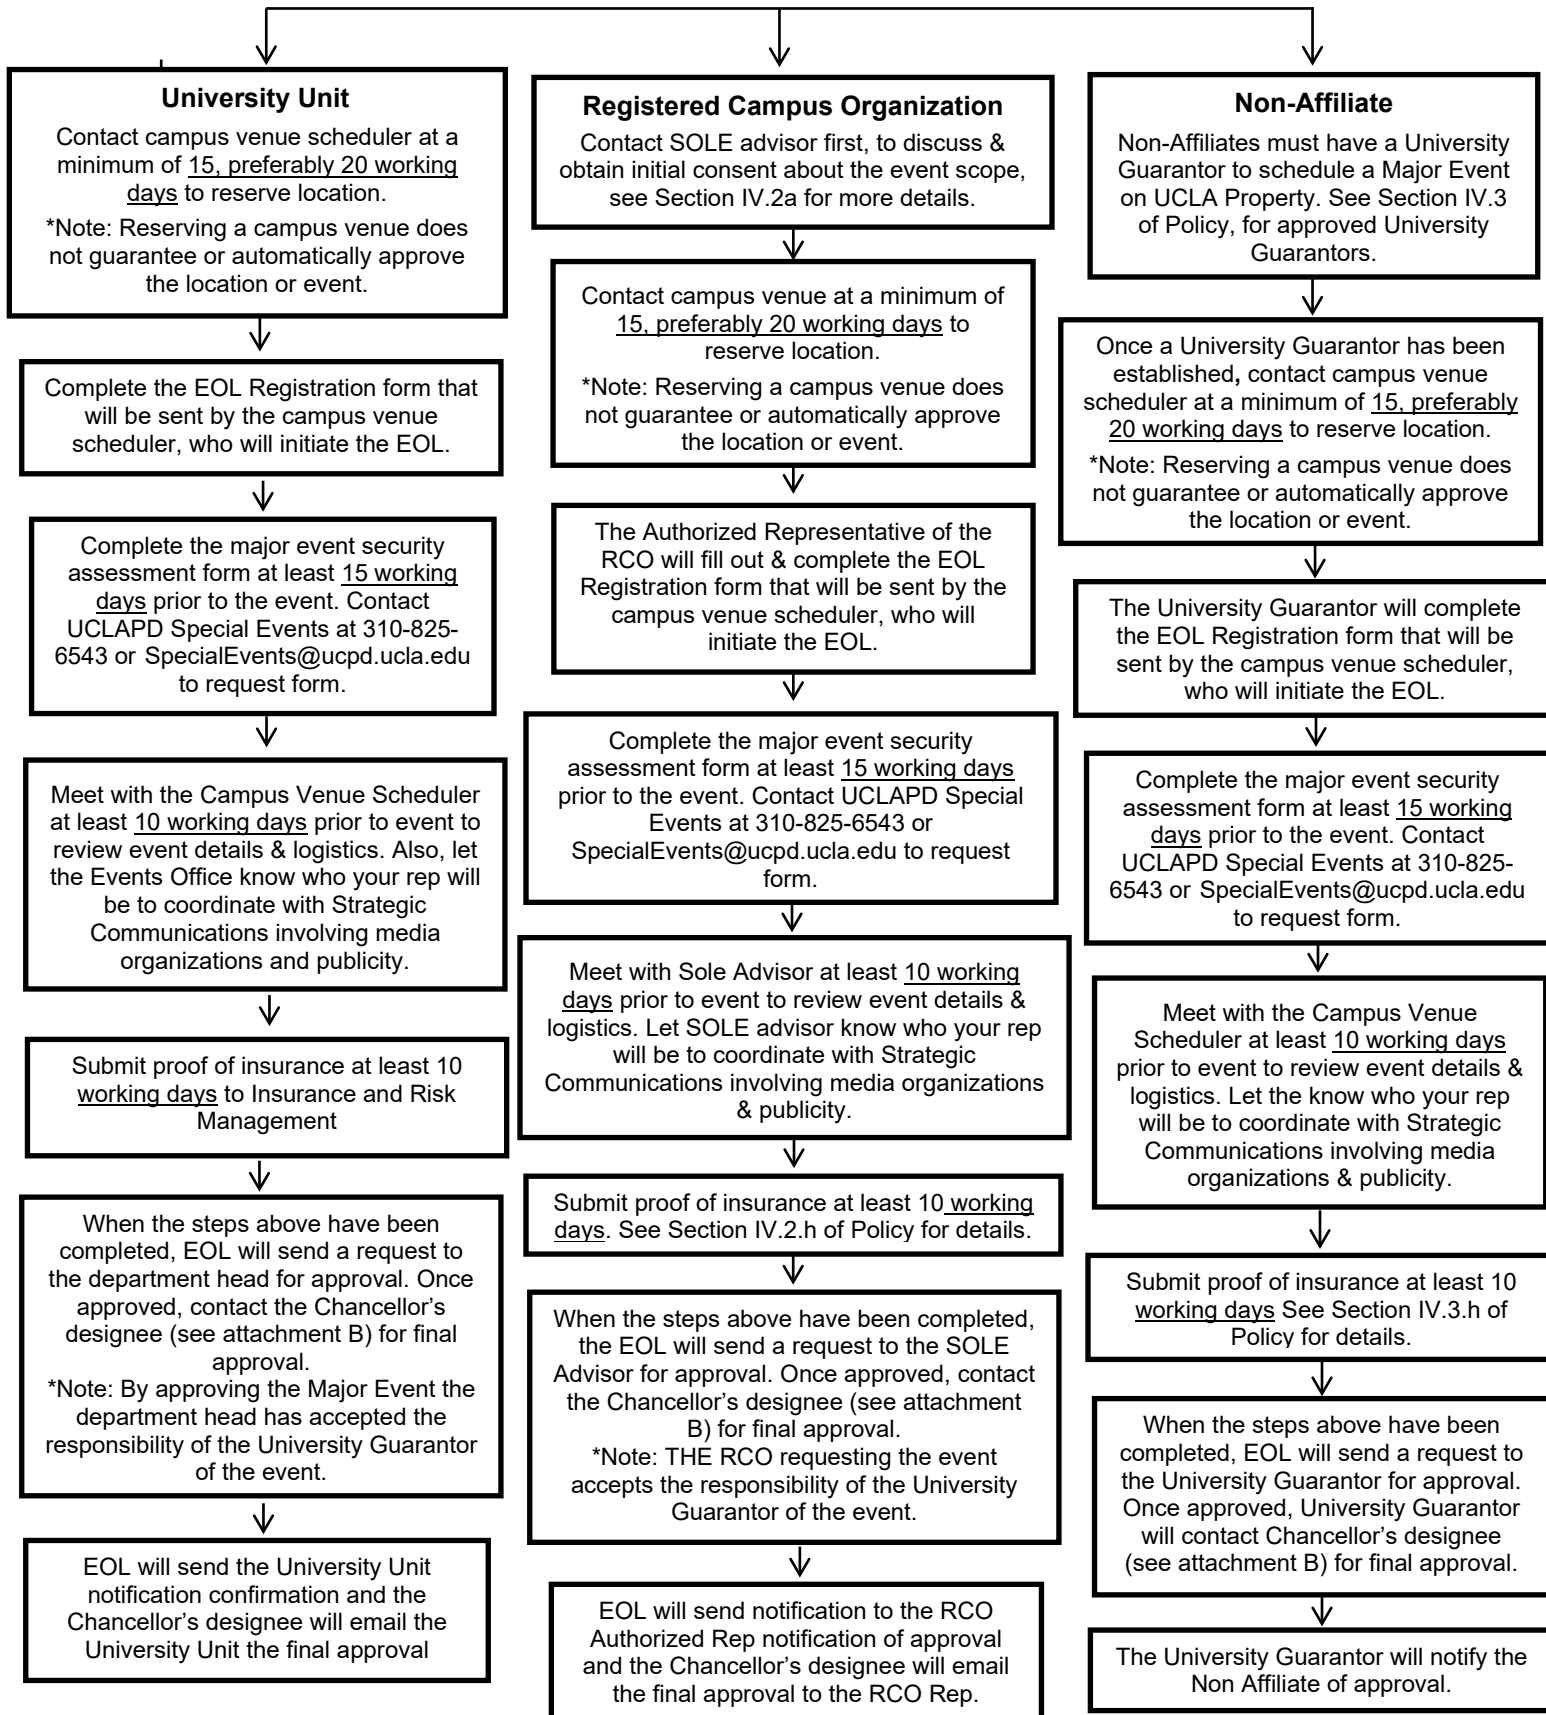 University Unit
Contact campus venue scheduler at a
minimum of 15, preferably 20 working
days to reserve location.
*Note: Reserving a campus venue does
not guarantee or automatically approve
the location or event.
Complete the EOL Registration form that
will be sent by the campus venue
scheduler, who will initiate the EOL.
Complete the major event security
assessment form at least 15 working
days prior to the event. Contact
UCLAPD Special Events at 310-825-
6543 or SpecialEvents@ucpd.ucla.edu
to request form.
Meet with the Campus Venue Scheduler
at least 10 working days prior to event to
review event details & logistics. Also, let
the Events Office know who your rep will
be to coordinate with Strategic
Communications involving media
organizations and publicity.
Submit proof of insurance at least 10
working days to Insurance and Risk
Management
When the steps above have been
completed, EOL will send a request to
the department head for approval. Once
approved, contact the Chancellor's
designee (see attachment B) for final
approval.
*Note: By approving the Major Event the
department head has accepted the
responsibility of the University Guarantor
of the event.
EOL will send the University Unit
notification confirmation and the
Chancellor's designee will email the
University Unit the final approval
Registered Campus Organization
Contact SOLE advisor first, to discuss &
obtain initial consent about the event scope,
see Section IV.2a for more details.
Contact campus venue at a minimum of
15, preferably 20 working days to
reserve location.
*Note: Reserving a campus venue does
not guarantee or automatically approve
the location or event.
The Authorized Representative of the
RCO will fill out & complete the EOL
Registration form that will be sent by the
campus venue scheduler, who will
initiate the EOL.
Complete the major event security
assessment form at least 15 working days
prior to the event. Contact UCLAPD Special
Events at 310-825-6543 or
SpecialEvents@ucpd.ucla.edu to request
form.
Meet with Sole Advisor at least 10 working
days prior to event to review event details &
logistics. Let SOLE advisor know who your rep
will be to coordinate with Strategic
Communications involving media organizations
& publicity.
Submit proof of insurance at least 10 working
days. See Section IV.2.h of Policy for details.
When the steps above have been completed,
the EOL will send a request to the SOLE
Advisor for approval. Once approved, contact
the Chancellor's designee (see attachment
B) for final approval.
*Note: THE RCO requesting the event
accepts the responsibility of the University
Guarantor of the event.
EOL will send notification to the RCO
Authorized Rep notification of approval
and the Chancellor's designee will email
the final approval to the RCO Rep.
Non-Affiliate
Non-Affiliates must have a University
Guarantor to schedule a Major Event
on UCLA Property. See Section IV.3
of Policy, for approved University
Guarantors.
Once a University Guarantor has been
established, contact campus venue
scheduler at a minimum of 15, preferably
20 working days to reserve location.
*Note: Reserving a campus venue does
not guarantee or automatically approve
the location or event.
The University Guarantor will complete
the EOL Registration form that will be
sent by the campus venue scheduler,
who will initiate the EOL.
Complete the major event security
assessment form at least 15 working
days prior to the event. Contact
UCLAPD Special Events at 310-825-
6543 or SpecialEvents@ucpd.ucla.edu
to request form.
Meet with the Campus Venue
Scheduler at least 10 working days
prior to event to review event details &
logistics. Let the know who your rep
will be to coordinate with Strategic
Communications involving media
organizations & publicity.
Submit proof of insurance at least 10
working days See Section IV.3.h of
Policy for details.
When the steps above have been
completed, EOL will send a request to
the University Guarantor for approval.
Once approved, University Guarantor
will contact Chancellor's designee
(see attachment B) for final approval.
The University Guarantor will notify the
Non Affiliate of approval.